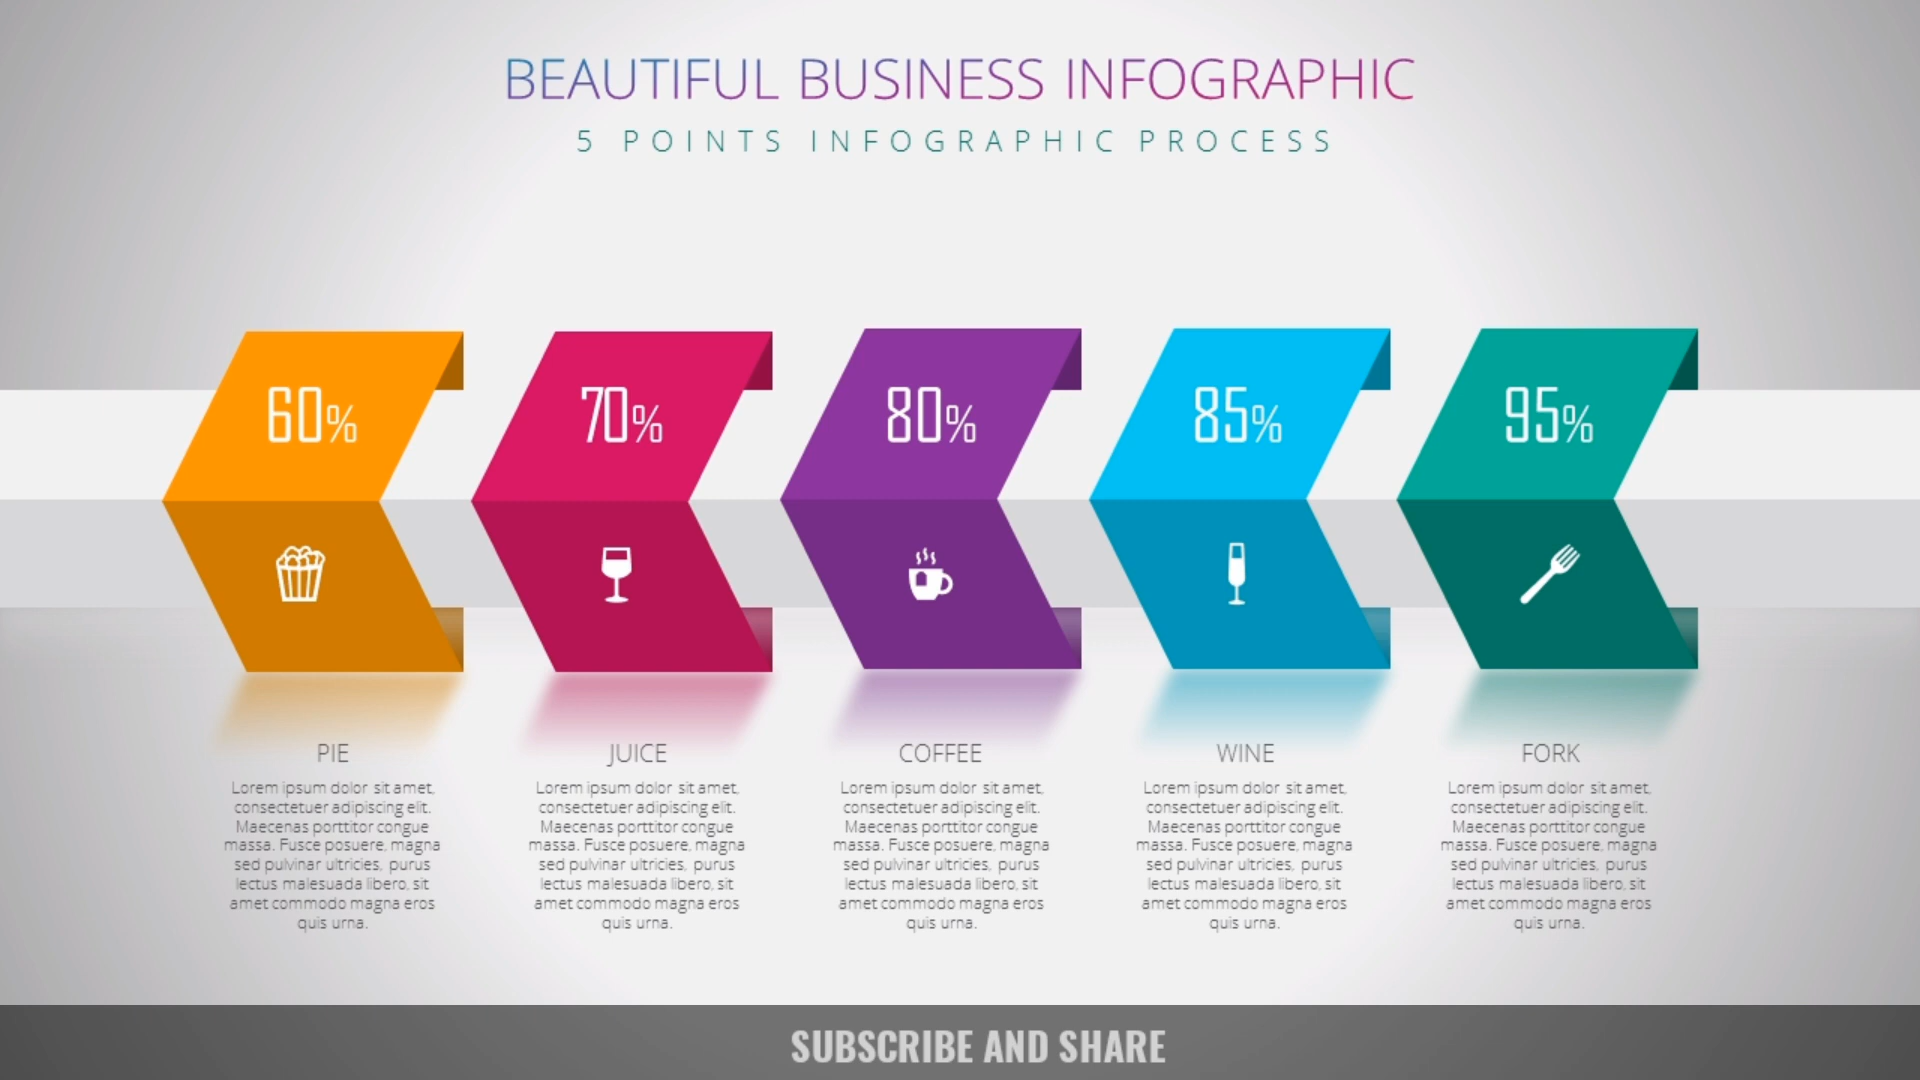 BEAUTIFUL BUSINESS INFOGRAPHIC
5 POINTS INFOGRAPHIC PROCESS
60%
70%
80%
85%
95%
PIE
Lorem ipsum dolor sit amet,
consectetuer adipiscing elit.
Maecenas porttitor congue
massa. Fusce posuere, magna
sed pulvinar ultricies, purus
lectus malesuada libero, sit
amet commodo magna eros
quis urna.
JUICE
Lorem ipsum dolor sit amet,
consectetuer adipiscing elit.
Maecenas porttitor congue
massa. Fusce posuere, magna
sed pulvinar ultricies, purus
lectus malesuada libero, sit
amet commodo magna eros
quis urna.
COFFEE
Lorem ipsum dolor sit amet,
consectetuer adipiscing elit.
Maecenas porttitor congue
massa. Fusce posuere, magna
sed pulvinar ultricies, purus
lectus malesuada libero, sit
amet commodo magna eros
quis urna.
WINE
Lorem ipsum dolor sit amet,
consectetuer adipiscing elit.
Maecenas porttitor congue
massa. Fusce posuere, magna
sed pulvinar ultricies, purus
lectus malesuada libero, sit
amet commodo magna eros
quis urna.
FORK
Lorem ipsum dolor sit amet,
consectetuer adipiscing elit.
Maecenas porttitor congue
massa. Fusce posuere, magna
sed pulvinar ultricies, purus
lectus malesuada libero, sit
amet commodo magna eros
quis urna.
SUBSCRIBE AND SHARE